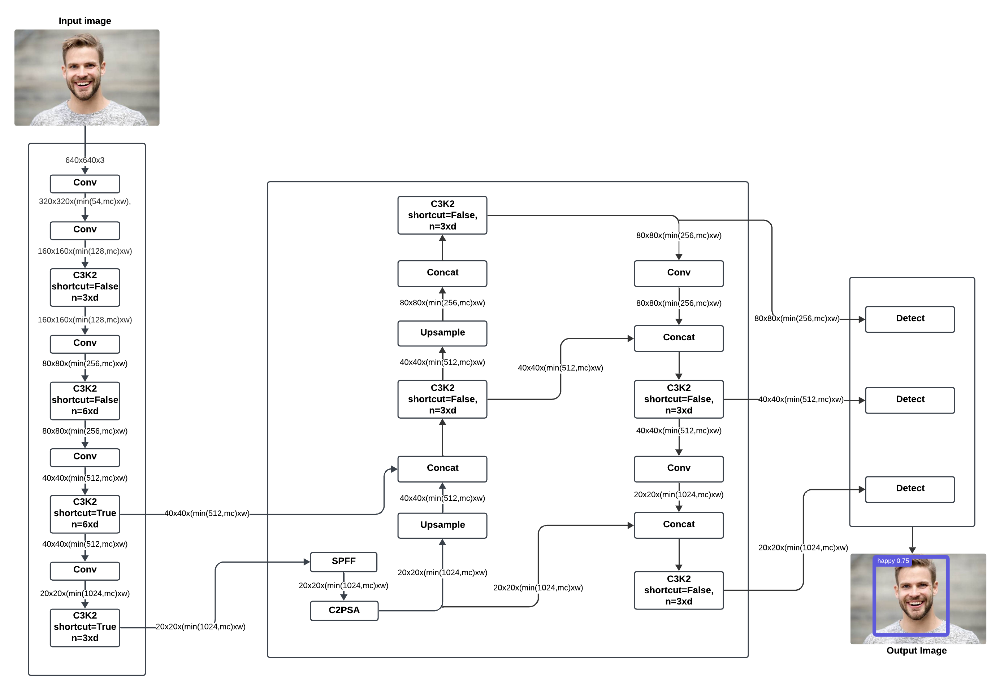 Input image
640x640x3
Conv
320x320x(min(54,mc)xw),
Conv
160x160x(min(128,mc)xw)
C3K2
shortcut=False
n=3xd
160x160x(min(128,mc)xw)
Conv
80x80x(min(256,mc)xw)
C3K2
shortcut=False
n=6xd
80x80x(min(256,mc)xw)
Conv
40x40x(min(512,mc)xw)
C3K2
shortcut=True
n=6xd
40x40x(min(512,mc)xw)
40x40x(min(512,mc)xw)
Conv
20x20x(min(1024,mc)xw)
C3K2
shortcut=True
n=3xd
20x20x(min(1024,mc)xw)
SPFF
20x20x(min(1024,mc)xw)
C2PSA
C3K2
shortcut=False,
n=3xd
Concat
80x80x(min(256,mc)xw)
Upsample
40x40x(min(512,mc)xw)
C3K2
shortcut=False,
n=3xd
Concat
40x40x(min(512,mc)xw)
Upsample
20x20x(min(1024,mc)xw)
40x40x(min(512,mc)xw)
20x20x(min(1024,mc)xw)
80x80x(min(256,mc)xw)
Conv
80x80x(min(256,mc)xw)
Concat
C3K2
shortcut=False,
n=3xd
40x40x(min(512,mc)xw)
Conv
20x20x(min(1024,mc)xw)
Concat
C3K2
shortcut=False,
n=3xd
80x80x(min(256,mc)xw)
40x40x(min(512,mc)xw)
20x20x(min(1024,mc)xw)
Detect
Detect
Detect
happy 0.75
Output Image